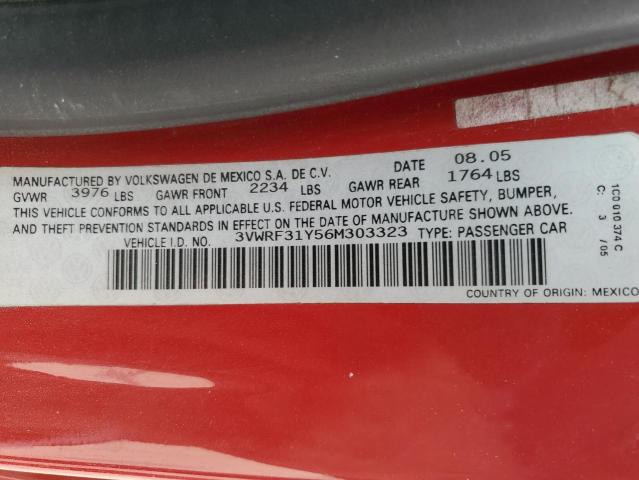 MANUFACTURED BY VOLKSWAGEN DE MEXICO S.A. DE C.V. DATE 08.05
GVWR 3976 LBS GAWR FRONT 2234 LBS GAWR REAR 1764 LBS
THIS VEHICLE CONFORMS TO ALL APPLICABLE U.S. FEDERAL MOTOR VEHICLE SAFETY, BUMPER,
AND THEFT PREVENTION STANDARDS IN EFFECT ON THE DATE OF MANUFACTURE SHOWN ABOVE.
VEHICLE I.D. NO. 3VWRF31Y56M303323 TYPE: PASSENGER CAR
COUNTRY OF ORIGIN: MEXICO
1C0 010 374 C
C. 3 /05